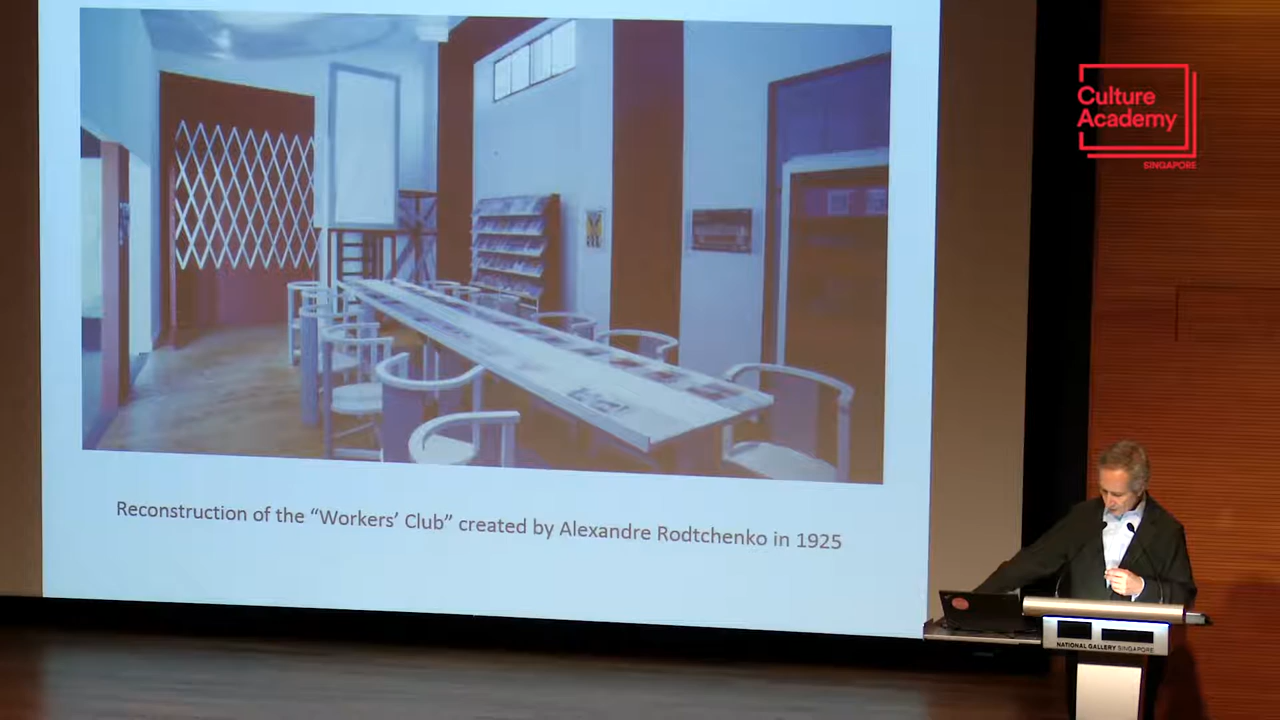 Culture
Academy
SINGAPORE
Reconstruction of the “Workers’ Club” created by Alexandre Rodtchenko in 1925
NATIONAL GALLERY SINGAPORE